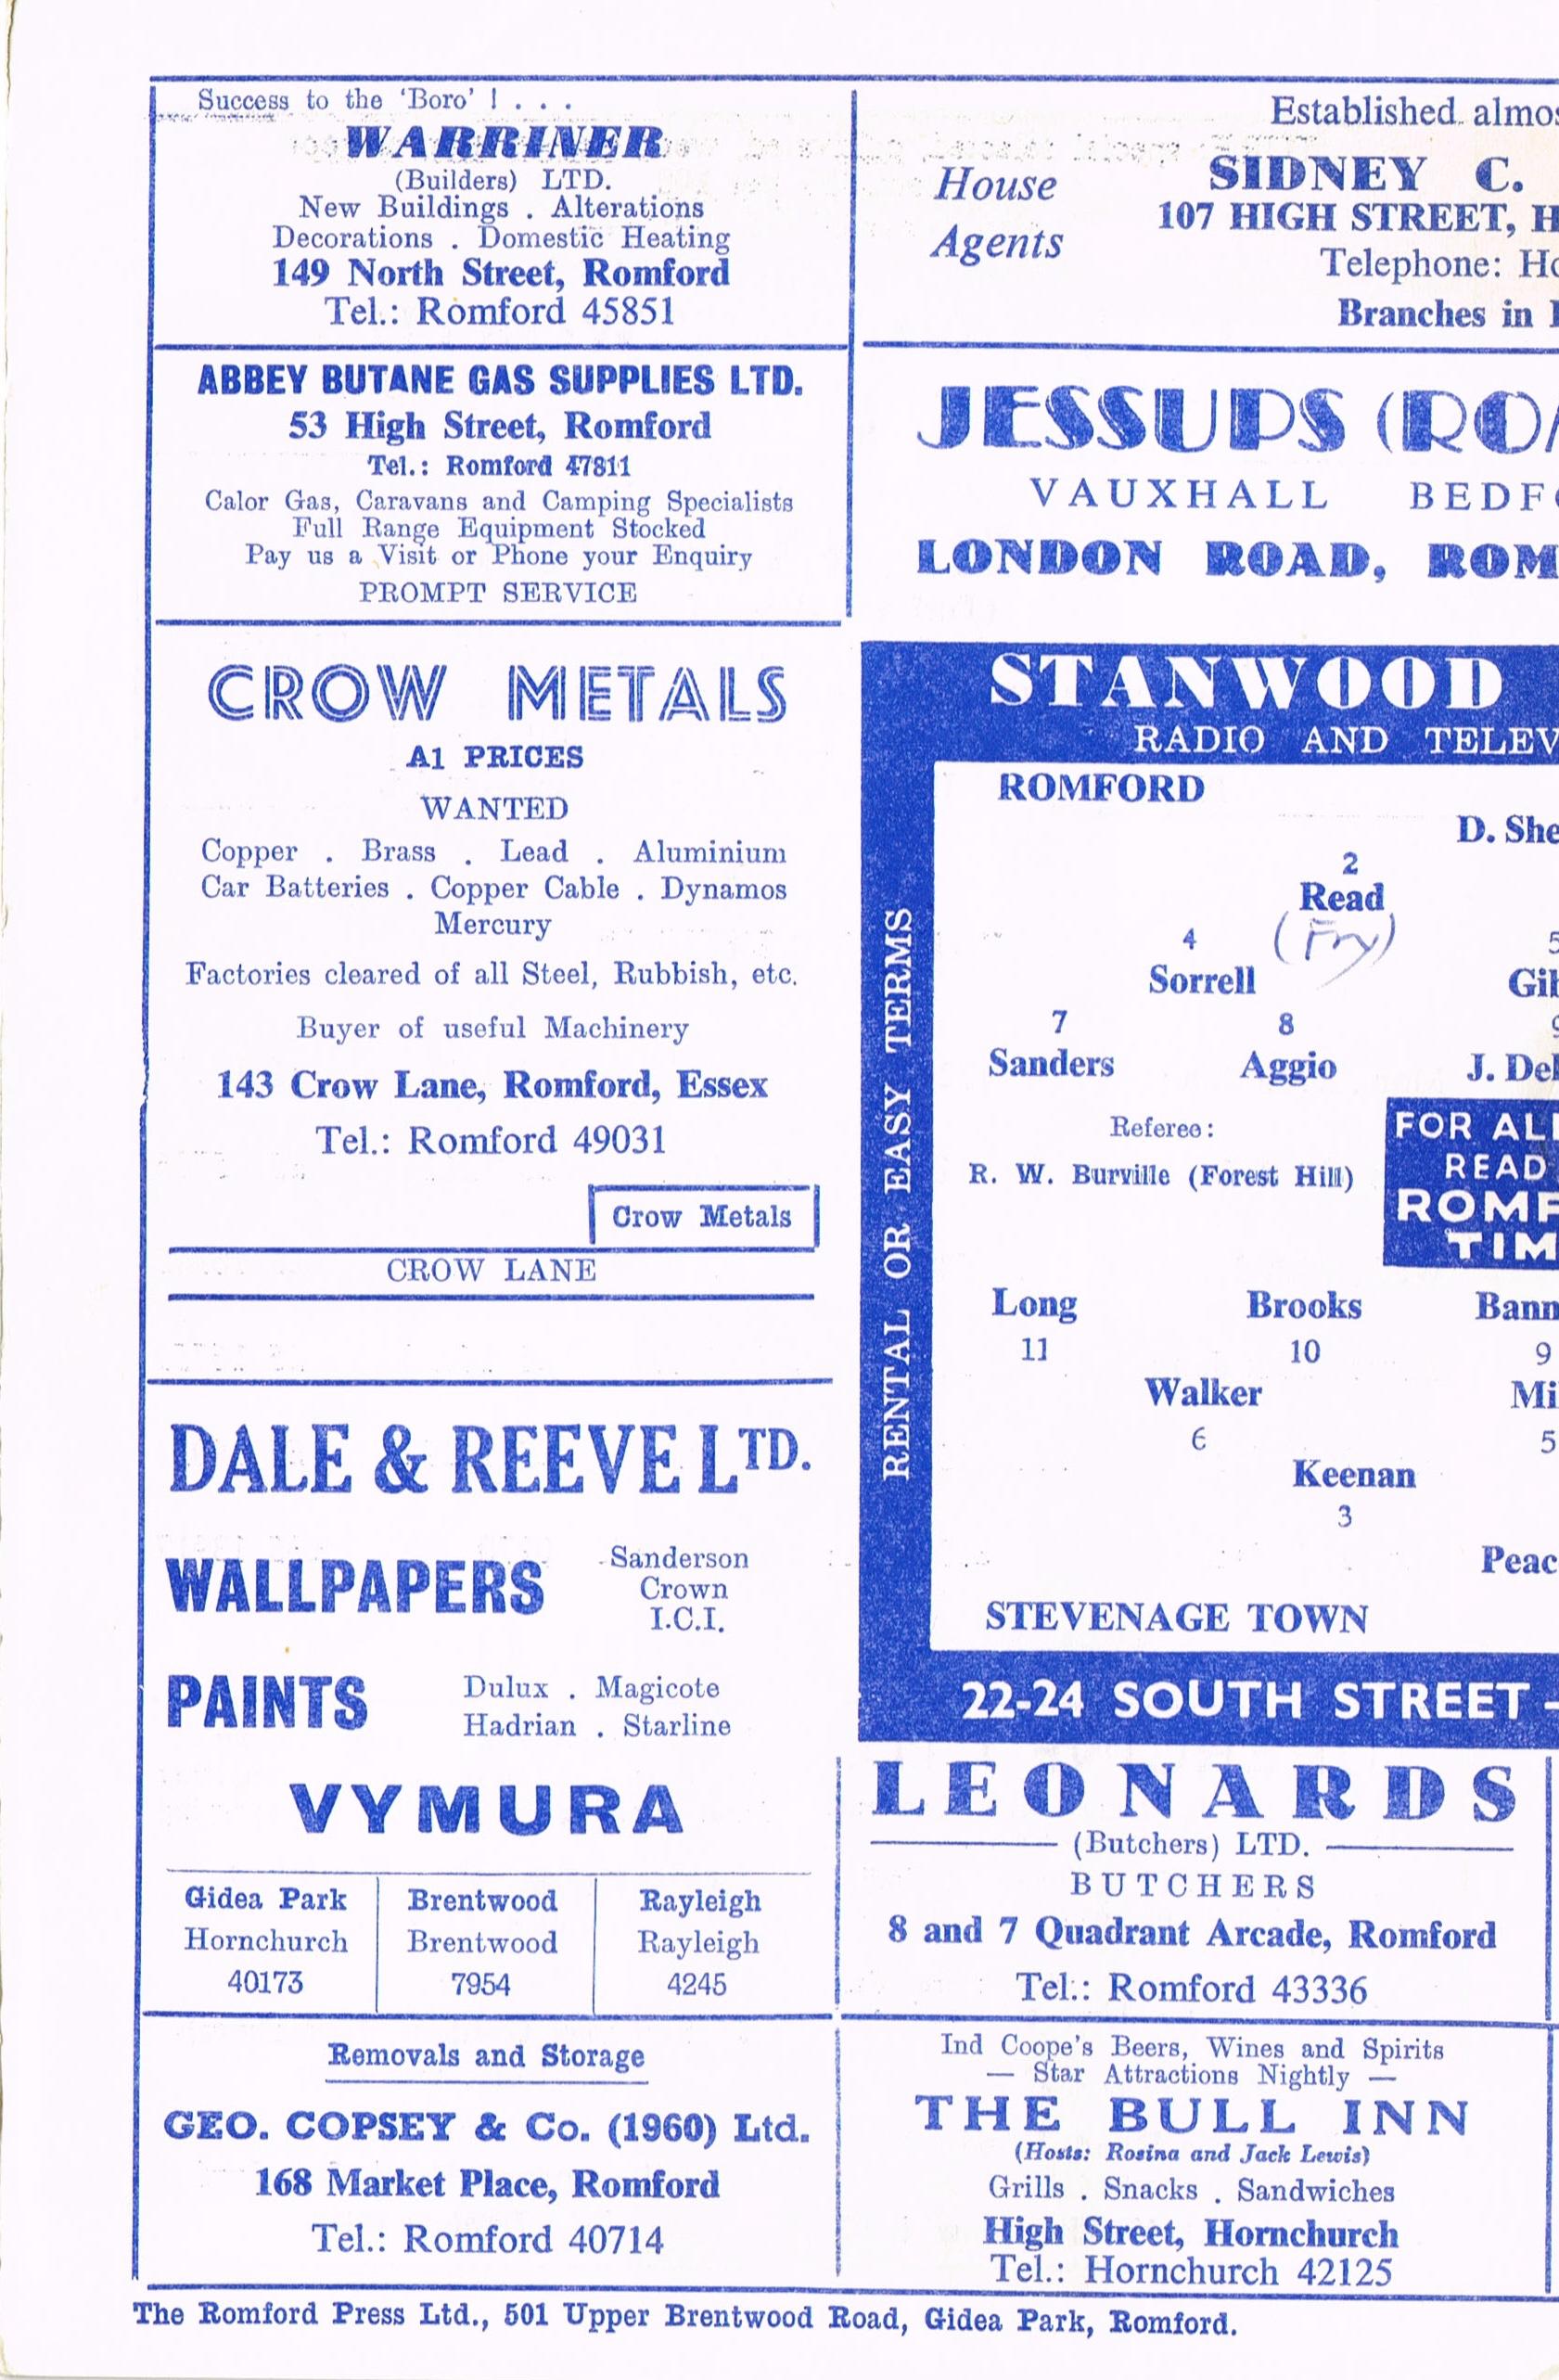 Success to the 'Boro' ! . . .
WARRINER
(Builders) LTD.
New Buildings . Alterations
Decorations . Domestic Heating
149 North Street, Romford
Tel.: Romford 45851
ABBEY BUTANE GAS SUPPLIES LTD.
53 High Street, Romford
Tel.: Romford 47811
Calor Gas, Caravans and Camping Specialists
Full Range Equipment Stocked
Pay us a Visit or Phone your Enquiry
PROMPT SERVICE
CROW METALS
A1 PRICES
WANTED
Copper . Brass . Lead . Aluminium
Car Batteries . Copper Cable . Dynamos
Mercury
Factories cleared of all Steel, Rubbish, etc.
Buyer of useful Machinery
143 Crow Lane, Romford, Essex
Tel.: Romford 49031
Crow Metals
CROW LANE
DALE & REEVE LTD.
WALLPAPERS
Sanderson
Crown
I.C.I.
PAINTS
Dulux . Magicote
Hadrian . Starline
VYMURA
Gidea Park
Hornchurch
40173
Brentwood
Brentwood
7954
Rayleigh
Rayleigh
4245
Removals and Storage
GEO. COPSEY & Co. (1960) Ltd.
168 Market Place, Romford
Tel.: Romford 40714
Established almos
House
Agents
SIDNEY C.
107 HIGH STREET, H
Telephone: Ho
Branches in
JESSUPS (ROM
VAUXHALL BEDFO
LONDON ROAD, ROM
STANWOOD
RADIO AND TELEV
RENTAL OR EASY TERMS
ROMFORD
D. She
2
Read
(Fry)
4 5
Sorrell Gib
7 8 9
Sanders Aggio J. Del
Referee:
R. W. Burville (Forest Hill)
FOR ALL
READ
ROMF
TIM
Long Brooks Bann
11 10 9
Walker Mi
6 5
Keenan
3
Peac
STEVENAGE TOWN
22-24 SOUTH STREET -
LEONARDS
(Butchers) LTD.
BUTCHERS
8 and 7 Quadrant Arcade, Romford
Tel.: Romford 43336
Ind Coope's Beers, Wines and Spirits
— Star Attractions Nightly —
THE BULL INN
(Hosts: Rosina and Jack Lewis)
Grills . Snacks . Sandwiches
High Street, Hornchurch
Tel.: Hornchurch 42125
The Romford Press Ltd., 501 Upper Brentwood Road, Gidea Park, Romford.